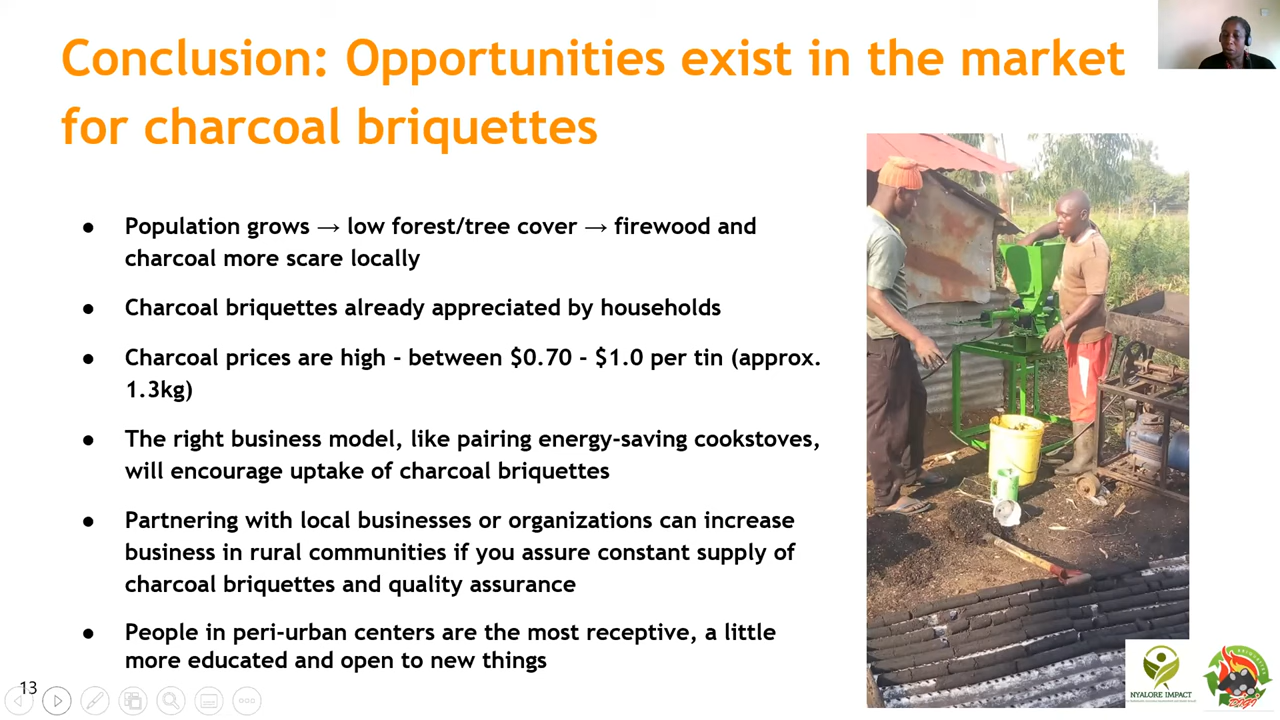 Conclusion: Opportunities exist in the market
for charcoal briquettes
● Population grows → low forest/tree cover → firewood and
charcoal more scare locally
● Charcoal briquettes already appreciated by households
● Charcoal prices are high - between $0.70 - $1.0 per tin (approx.
1.3kg)
● The right business model, like pairing energy-saving cookstoves,
will encourage uptake of charcoal briquettes
● Partnering with local businesses or organizations can increase
business in rural communities if you assure constant supply of
charcoal briquettes and quality assurance
● People in peri-urban centers are the most receptive, a little
more educated and open to new things
13
NYALORE IMPACT